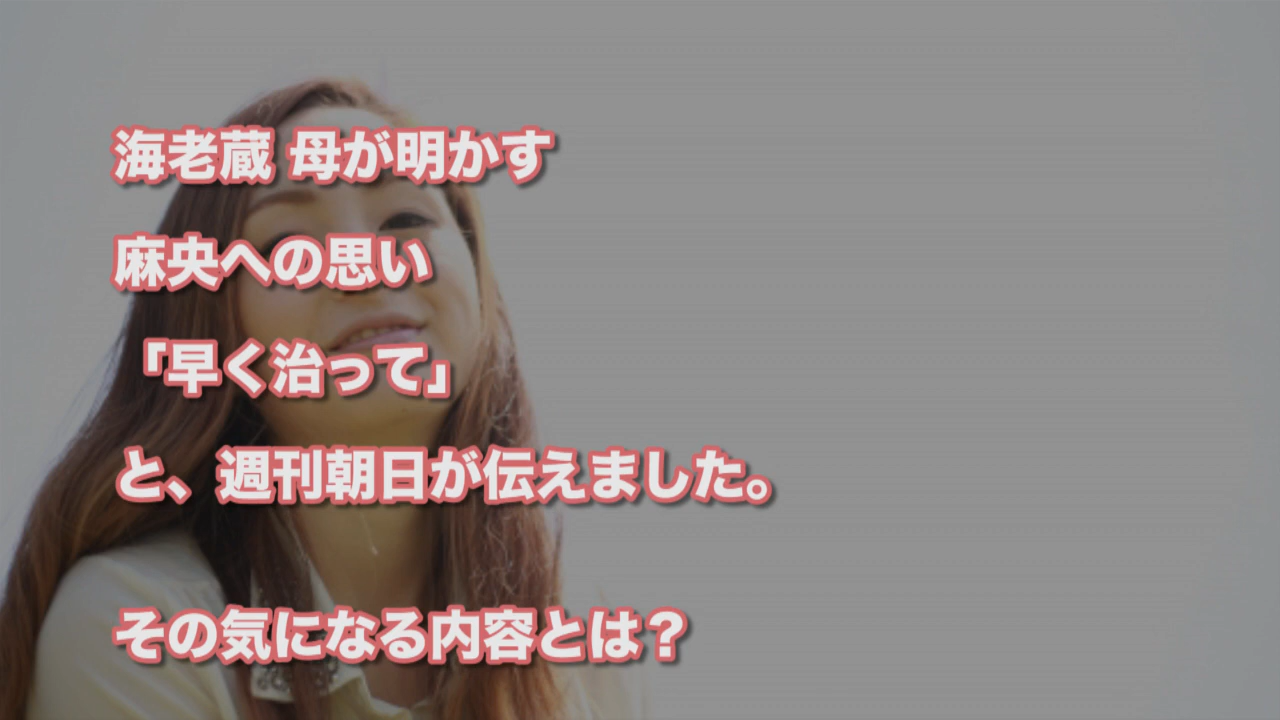 海老蔵 母が明かす
麻央への思い
「早く治って」
と、週刊朝日が伝えました。
その気になる内容とは？